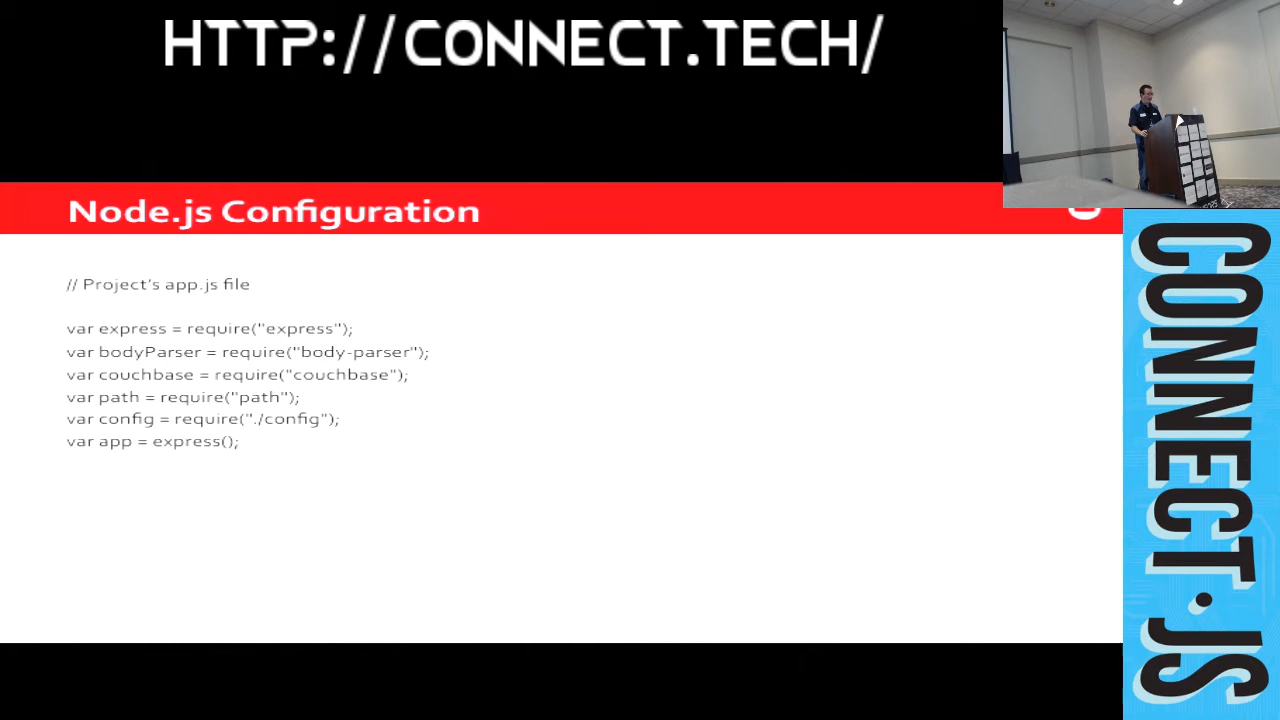 HTTP://CONNECT.TECH/
Node.js Configuration
// Project's app.js file
var express = require("express");
var bodyParser = require("body-parser");
var couchbase = require("couchbase");
var path = require("path");
var config = require("./config");
var app = express();
CONNECT.JS